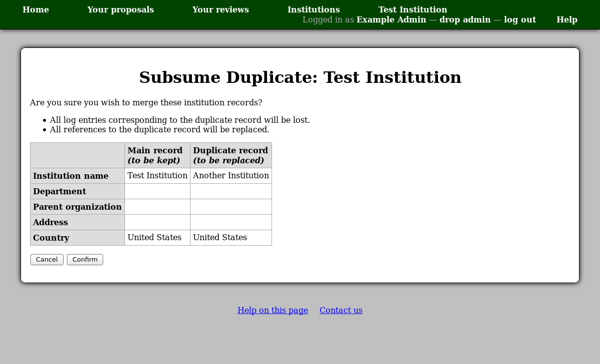 Home Your proposals Your reviews Institutions Test Institution
Logged in as Example Admin — drop admin — log out Help
Subsume Duplicate: Test Institution
Are you sure you wish to merge these institution records?
All log entries corresponding to the duplicate record will be lost.
All references to the duplicate record will be replaced.
Main record Duplicate record
(to be kept) (to be replaced)
Institution name Test Institution Another Institution
Department
Parent organization
Address
Country United States United States
Cancel Confirm
Help on this page Contact us